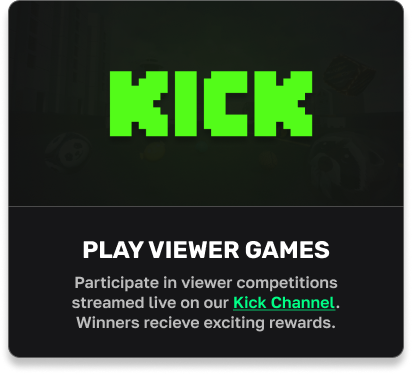 KICK
PLAY VIEWER GAMES
Participate in viewer competitions
streamed live on our Kick Channel.
Winners recieve exciting rewards.